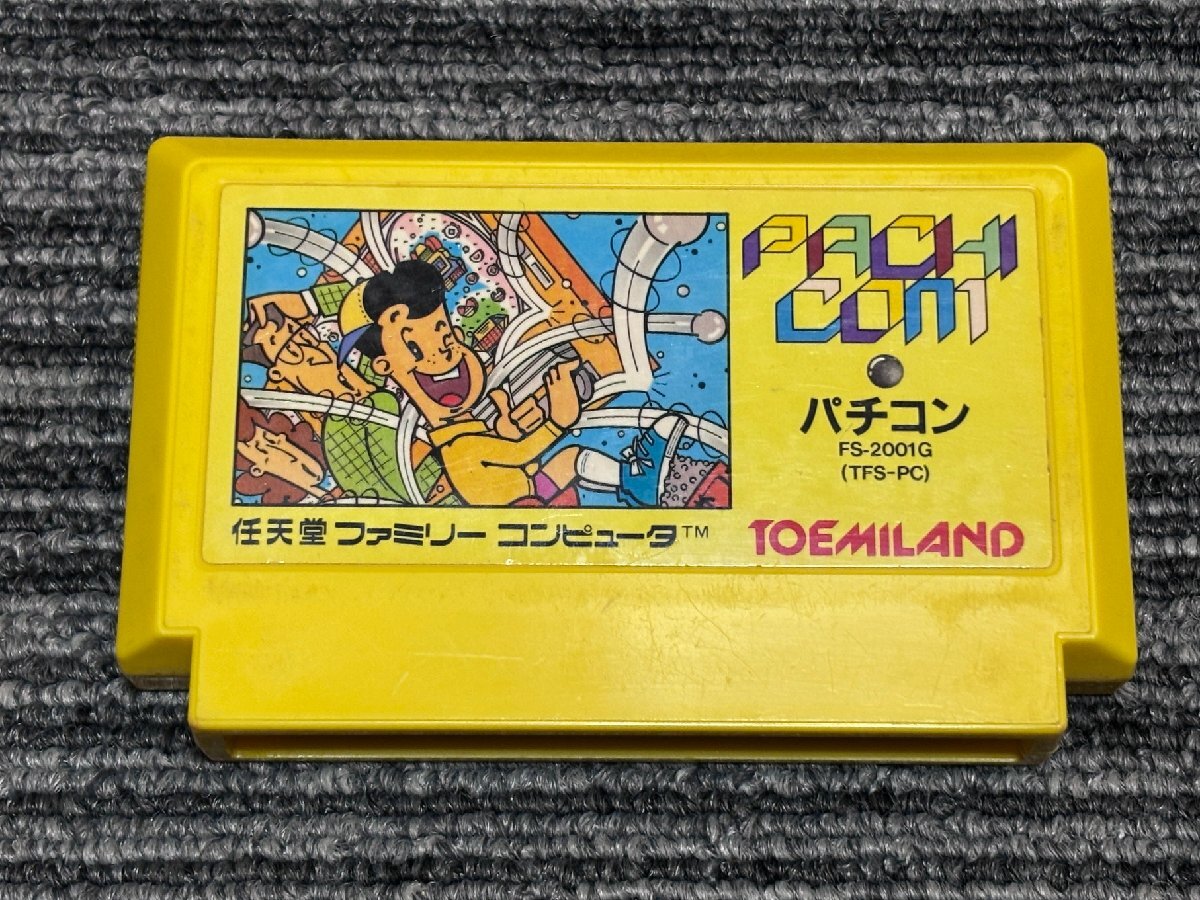 PACHI
COM
パチコン
FS-2001G
(TFS-PC)
任天堂 ファミリー コンピュータ™
TOEMILAND